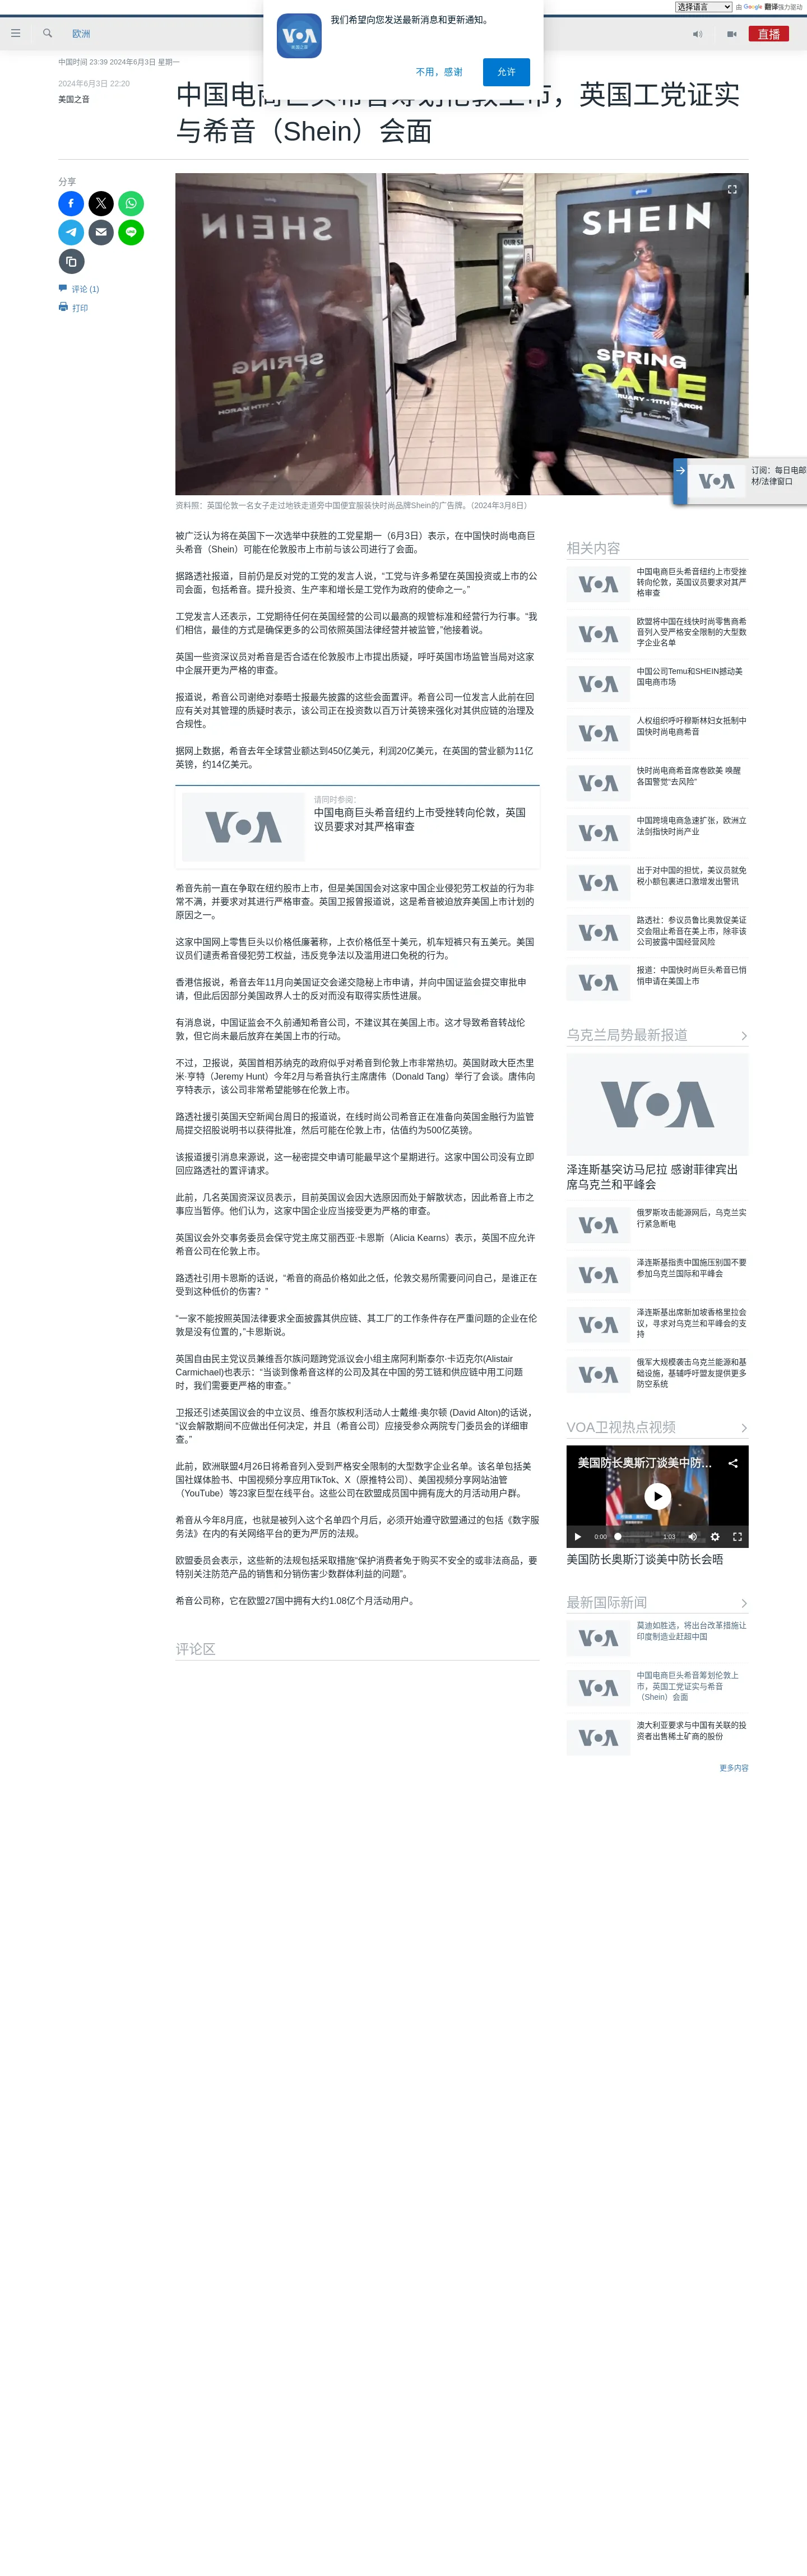 选择语言 由 Google 翻译强力驱动
VOA
美国之音
我们希望向您发送最新消息和更新通知。
不用，感谢
允许
欧洲
直播
中国时间 23:39 2024年6月3日 星期一
2024年6月3日 22:20
美国之音
中国电商巨头希音筹划伦敦上市，英国工党证实
与希音（Shein）会面
分享
评论 (1)
打印
SHEIN
SHEIN
OUR S
SPRING
SALE
SPRING
SALE
RUARY - 11TH MARCH
资料照：英国伦敦一名女子走过地铁走道旁中国便宜服装快时尚品牌Shein的广告牌。（2024年3月8日）
VOA
订阅：每日电邮
材/法律窗口
被广泛认为将在英国下一次选举中获胜的工党星期一（6月3日）表示，在中国快时尚电商巨
头希音（Shein）可能在伦敦股市上市前与该公司进行了会面。
据路透社报道，目前仍是反对党的工党的发言人说，“工党与许多希望在英国投资或上市的公
司会面，包括希音。提升投资、生产率和增长是工党作为政府的使命之一。”
工党发言人还表示，工党期待任何在英国经营的公司以最高的规管标准和经营行为行事。“我
们相信，最佳的方式是确保更多的公司依照英国法律经营并被监管，”他接着说。
英国一些资深议员对希音是否合适在伦敦股市上市提出质疑，呼吁英国市场监管当局对这家
中企展开更为严格的审查。
报道说，希音公司谢绝对泰晤士报最先披露的这些会面置评。希音公司一位发言人此前在回
应有关对其管理的质疑时表示，该公司正在投资数以百万计英镑来强化对其供应链的治理及
合规性。
据网上数据，希音去年全球营业额达到450亿美元，利润20亿美元，在英国的营业额为11亿
英镑，约14亿美元。
VOA
请同时参阅：
中国电商巨头希音纽约上市受挫转向伦敦，英国
议员要求对其严格审查
希音先前一直在争取在纽约股市上市，但是美国国会对这家中国企业侵犯劳工权益的行为非
常不满，并要求对其进行严格审查。英国卫报曾报道说，这是希音被迫放弃美国上市计划的
原因之一。
这家中国网上零售巨头以价格低廉著称，上衣价格低至十美元，机车短裤只有五美元。美国
议员们谴责希音侵犯劳工权益，违反竞争法以及滥用进口免税的行为。
香港信报说，希音去年11月向美国证交会递交隐秘上市申请，并向中国证监会提交审批申
请，但此后因部分美国政界人士的反对而没有取得实质性进展。
有消息说，中国证监会不久前通知希音公司，不建议其在美国上市。这才导致希音转战伦
敦，但它尚未最后放弃在美国上市的行动。
不过，卫报说，英国首相苏纳克的政府似乎对希音到伦敦上市非常热切。英国财政大臣杰里
米·亨特（Jeremy Hunt）今年2月与希音执行主席唐伟（Donald Tang）举行了会谈。唐伟向
亨特表示，该公司非常希望能够在伦敦上市。
路透社援引英国天空新闻台周日的报道说，在线时尚公司希音正在准备向英国金融行为监管
局提交招股说明书以获得批准，然后可能在伦敦上市，估值约为500亿英镑。
该报道援引消息来源说，这一秘密提交申请可能最早这个星期进行。这家中国公司没有立即
回应路透社的置评请求。
此前，几名英国资深议员表示，目前英国议会因大选原因而处于解散状态，因此希音上市之
事应当暂停。他们认为，这家中国企业应当接受更为严格的审查。
英国议会外交事务委员会保守党主席艾丽西亚·卡恩斯（Alicia Kearns）表示，英国不应允许
希音公司在伦敦上市。
路透社引用卡恩斯的话说，“希音的商品价格如此之低，伦敦交易所需要问问自己，是谁正在
受到这种低价的伤害？”
“一家不能按照英国法律要求全面披露其供应链、其工厂的工作条件存在严重问题的企业在伦
敦是没有位置的，”卡恩斯说。
英国自由民主党议员兼维吾尔族问题跨党派议会小组主席阿利斯泰尔·卡迈克尔(Alistair
Carmichael)也表示：“当谈到像希音这样的公司及其在中国的劳工链和供应链中用工问题
时，我们需要更严格的审查。”
卫报还引述英国议会的中立议员、维吾尔族权利活动人士戴维·奥尔顿 (David Alton)的话说，
“议会解散期间不应做出任何决定，并且（希音公司）应接受参众两院专门委员会的详细审
查。”
此前，欧洲联盟4月26日将希音列入受到严格安全限制的大型数字企业名单。该名单包括美
国社媒体脸书、中国视频分享应用TikTok、X（原推特公司）、美国视频分享网站油管
（YouTube）等23家巨型在线平台。这些公司在欧盟成员国中拥有庞大的月活动用户群。
希音从今年8月底，也就是被列入这个名单四个月后，必须开始遵守欧盟通过的包括《数字服
务法》在内的有关网络平台的更为严厉的法规。
欧盟委员会表示，这些新的法规包括采取措施“保护消费者免于购买不安全的或非法商品，要
特别关注防范产品的销售和分销伤害少数群体利益的问题”。
希音公司称，它在欧盟27国中拥有大约1.08亿个月活动用户。
评论区
相关内容
VOA
中国电商巨头希音纽约上市受挫
转向伦敦，英国议员要求对其严
格审查
VOA
欧盟将中国在线快时尚零售商希
音列入受严格安全限制的大型数
字企业名单
VOA
中国公司Temu和SHEIN撼动美
国电商市场
VOA
人权组织呼吁穆斯林妇女抵制中
国快时尚电商希音
VOA
快时尚电商希音席卷欧美 唤醒
各国警觉“去风险”
VOA
中国跨境电商急速扩张，欧洲立
法剑指快时尚产业
VOA
出于对中国的担忧，美议员就免
税小额包裹进口激增发出警讯
VOA
路透社：参议员鲁比奥敦促美证
交会阻止希音在美上市，除非该
公司披露中国经营风险
VOA
报道：中国快时尚巨头希音已悄
悄申请在美国上市
乌克兰局势最新报道
VOA
泽连斯基突访马尼拉 感谢菲律宾出
席乌克兰和平峰会
VOA
俄罗斯攻击能源网后，乌克兰实
行紧急断电
VOA
泽连斯基指责中国施压别国不要
参加乌克兰国际和平峰会
VOA
泽连斯基出席新加坡香格里拉会
议，寻求对乌克兰和平峰会的支
持
VOA
俄军大规模袭击乌克兰能源和基
础设施，基辅呼吁盟友提供更多
防空系统
VOA卫视热点视频
美国防长奥斯汀谈美中防...
0:00
1:03
美国防长奥斯汀谈美中防长会晤
最新国际新闻
VOA
莫迪如胜选，将出台改革措施让
印度制造业赶超中国
VOA
中国电商巨头希音筹划伦敦上
市，英国工党证实与希音
（Shein）会面
VOA
澳大利亚要求与中国有关联的投
资者出售稀土矿商的股份
更多内容